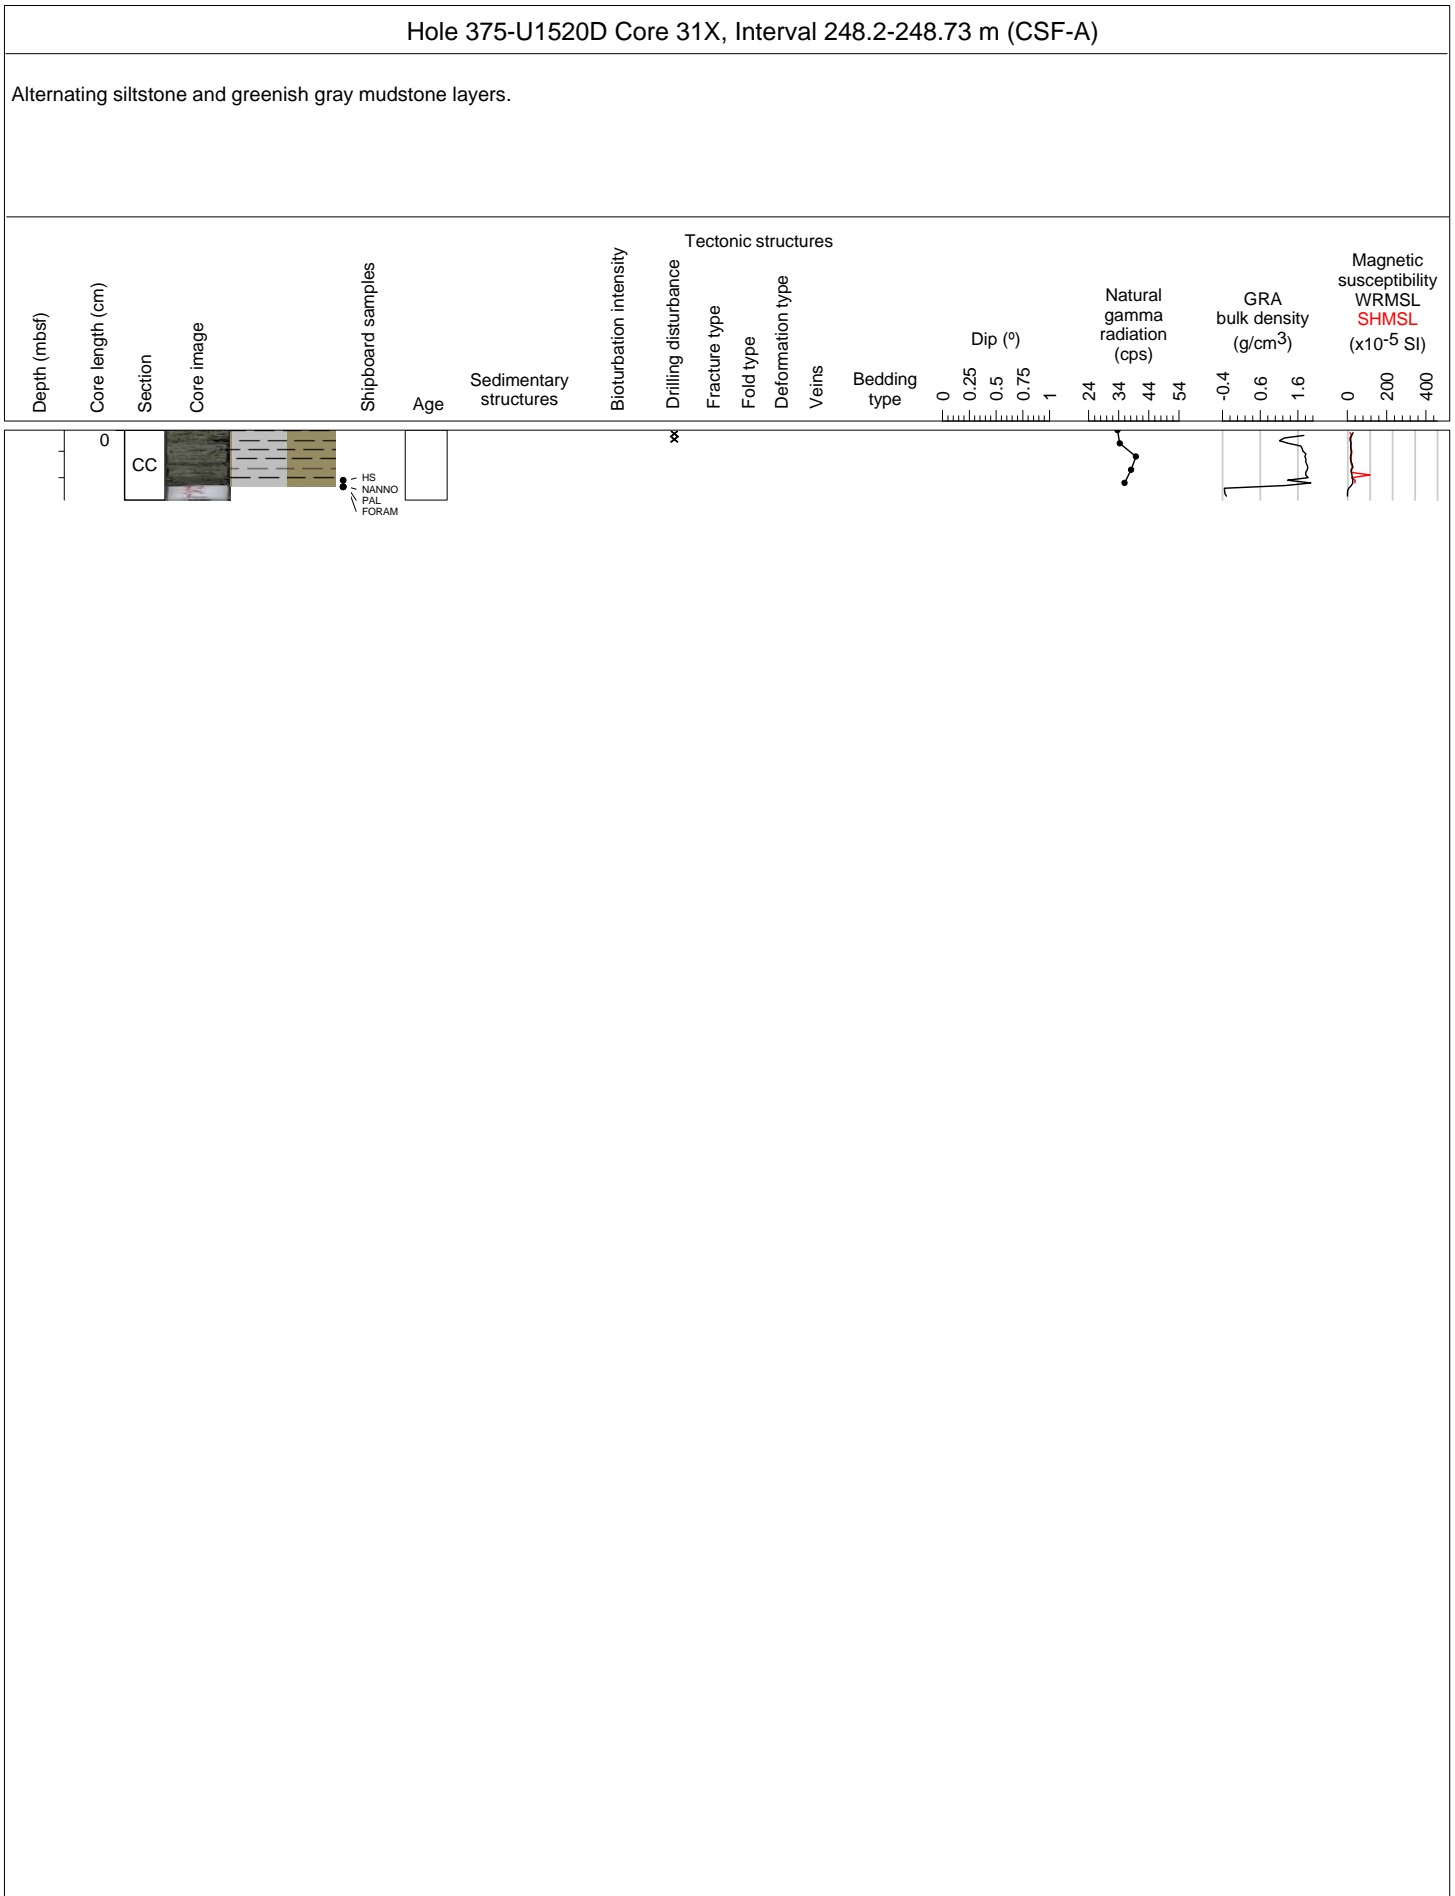 Hole 375-U1520D Core 31X, Interval 248.2-248.73 m (CSF-A)
Alternating siltstone and greenish gray mudstone layers.
Depth (mbsf)
Core length (cm)
Section
Core image
Shipboard samples
Age
Sedimentary
structures
Bioturbation intensity
Drilling disturbance
Tectonic structures
Fracture type
Fold type
Deformation type
Veins
Bedding
type
Dip (º)
0
0.25
0.5
0.75
1
Natural
gamma
radiation
(cps)
24
34
44
54
GRA
bulk density
(g/cm3)
-0.4
0.6
1.6
Magnetic
susceptibility
WRMSL
SHMSL
(x10-5 SI)
0
200
400
0
CC
HS
NANNO
PAL
FORAM